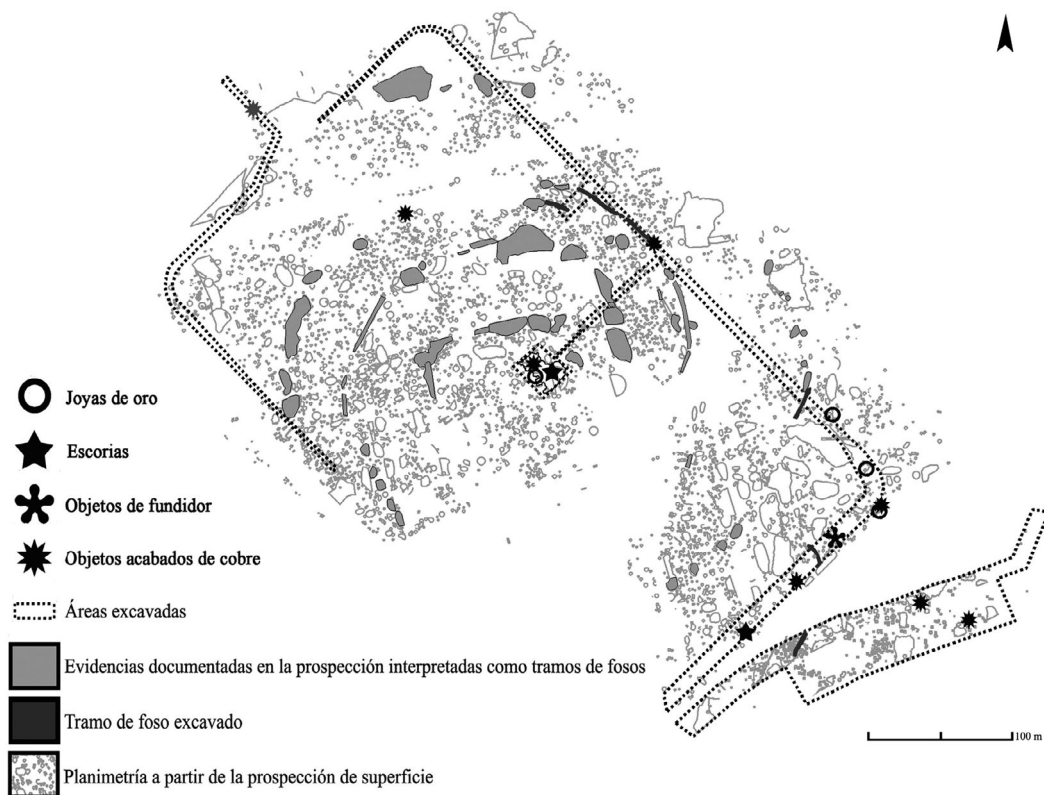 Joyas de oro
Escorias
Objetos de fundidor
Objetos acabados de cobre
Áreas excavadas
Evidencias documentadas en la prospección interpretadas como tramos de fosos
Tramo de foso excavado
Planimetría a partir de la prospección de superficie
100 m